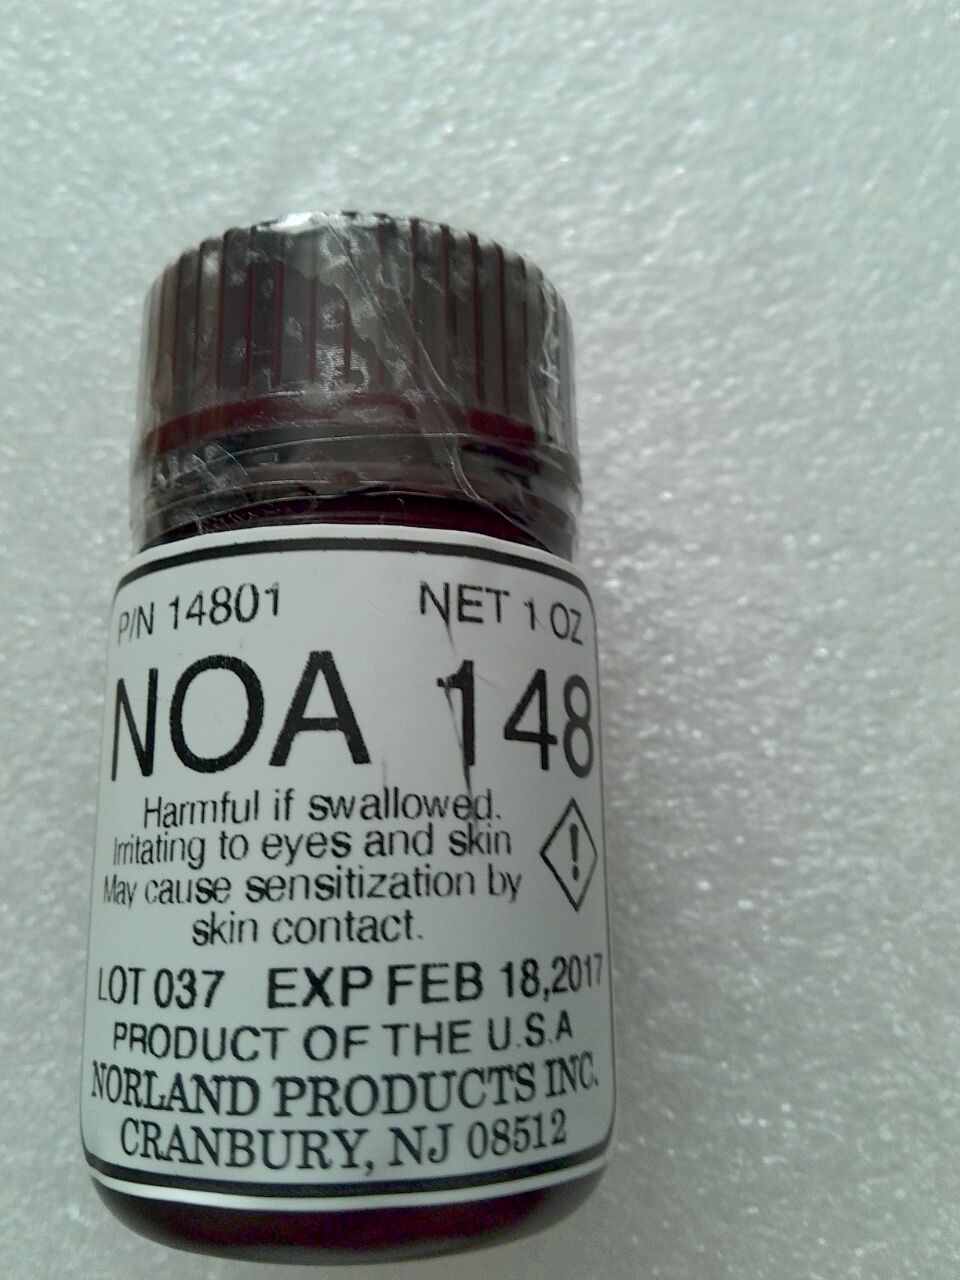 P/N 14801 NET 1 OZ
NOA 148
Harmful if swallowed.
Irritating to eyes and skin
May cause sensitization by
skin contact.
LOT 037 EXP FEB 18,2017
PRODUCT OF THE U.S.A
NORLAND PRODUCTS INC.
CRANBURY, NJ 08512